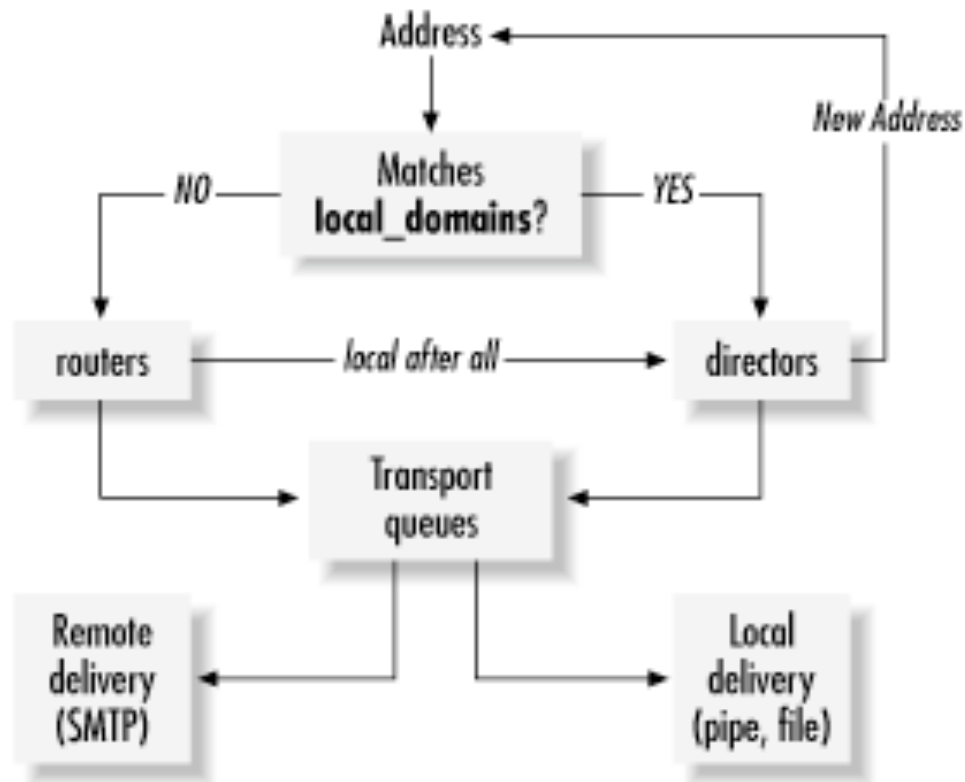 Address
New Address
Matches
local_domains?
NO
YES
routers
local after all
directors
Transport
queues
Remote
delivery
(SMTP)
Local
delivery
(pipe, file)